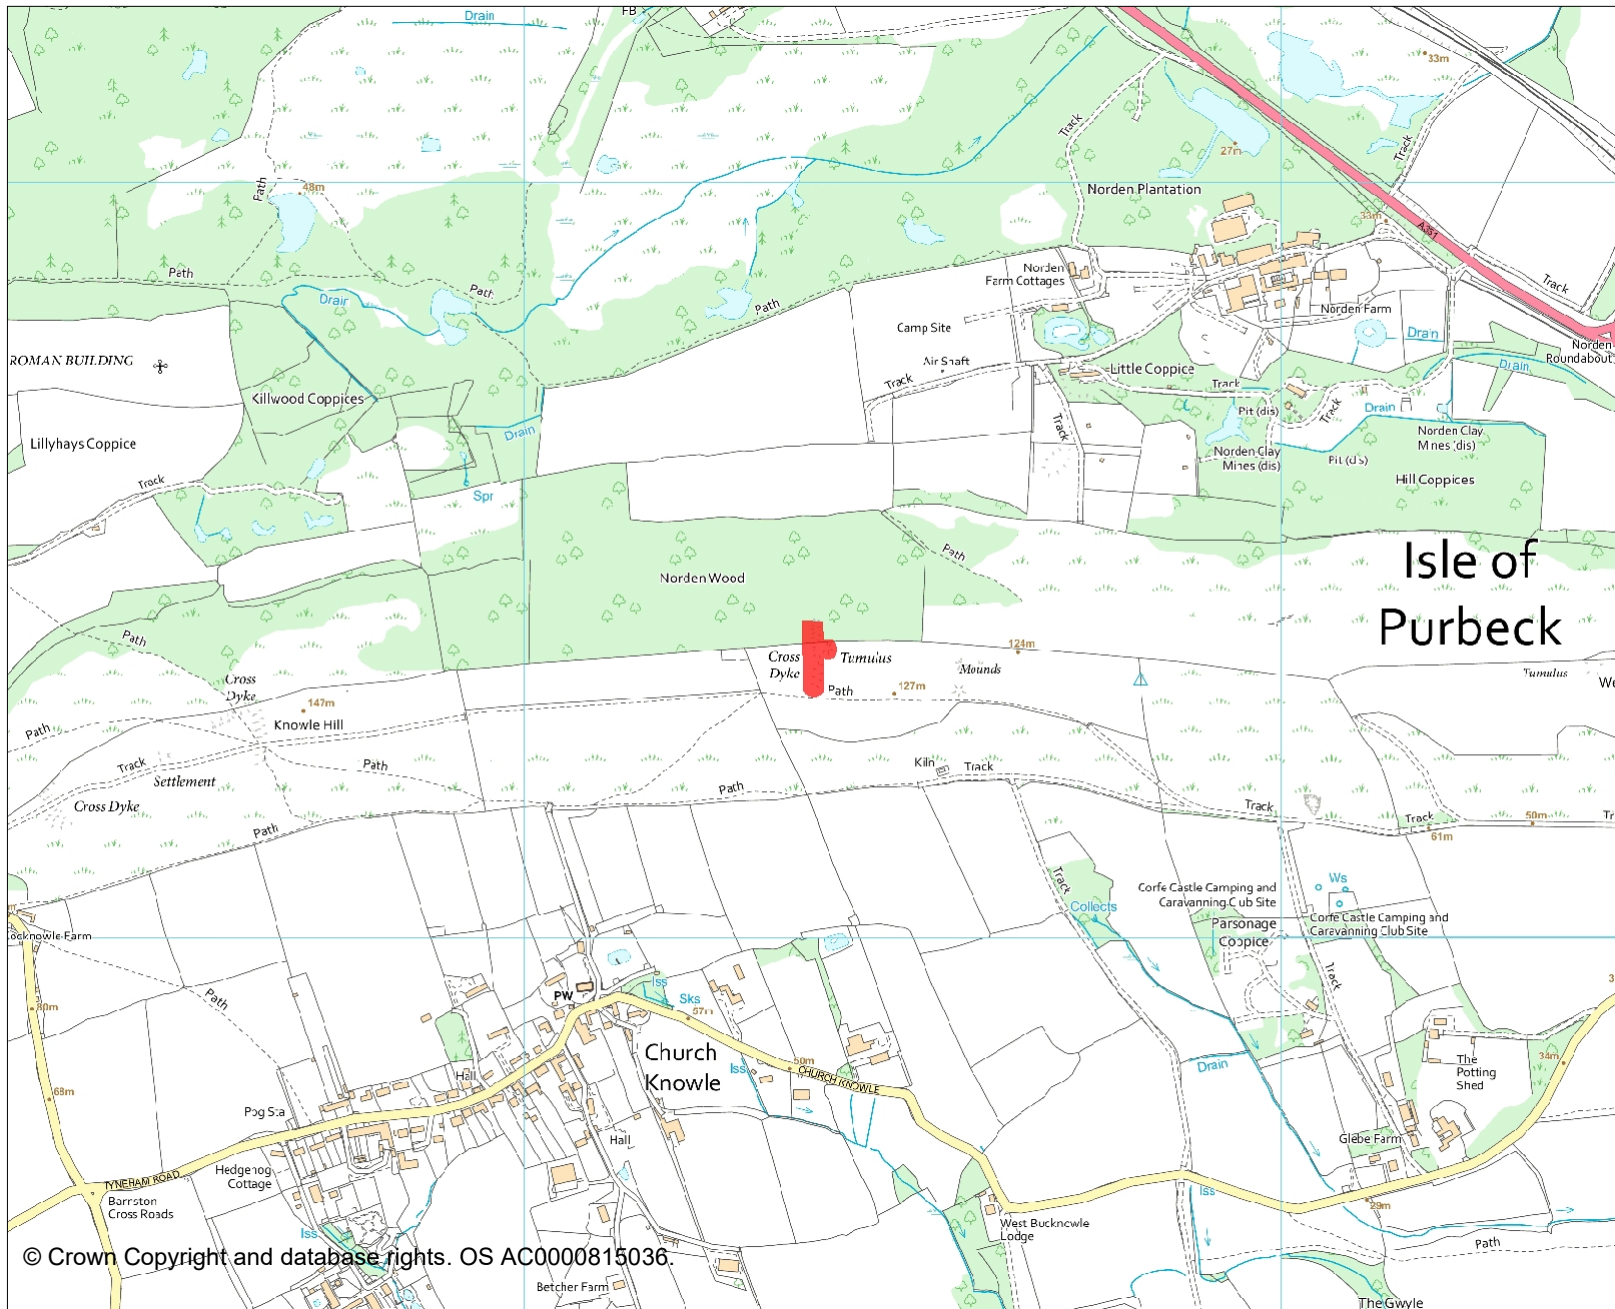 Drain
FB
33m
Track
Track
27m
Path
48m
Norden Plantation
33m
A351
Path
Path
Drain
Path
Norden
Farm Cottages
Track
Norden Farm
Camp Site
Drain
Norden
Roundabout
ROMAN BUILDING
Air Shaft
Little Coppice
Drain
Track
Track
Killwood Coppices
Pit (dis)
Track
Drain
Track
Drain
Norden Clay
Mines (dis)
Lillyhays Coppice
Norden Clay
Mines (dis)
Pit (dis)
Track
Spr
Hill Coppices
Path
Isle of
Purbeck
Norden Wood
Path
124m
Cross
Dyke
Tumulus
Mounds
Tumulus
Cross
Dyke
Path
127m
147m
Knowle Hill
Path
Track
Path
Kiln
Track
Settlement
Path
Cross Dyke
Track
Track
50m
61m
Path
Track
Ws
Corfe Castle Camping and
Caravanning Club Site
Collects
Parsonage
Coppice
Corfe Castle Camping and
Caravanning Club Site
Path
Iss
Track
PW
Sks
80m
57m
Church
Knowle
50m
Iss
CHURCH KNOWLE
34m
The
Potting
Shed
Drain
Hall
68m
Hall
Glebe Farm
Hedgehog
Cottage
TYNEHAM ROAD
Iss
29m
Barnston
Cross Roads
West Bucknowle
Lodge
Iss
Path
© Crown Copyright and database rights. OS AC0000815036.
Betcher Farm
The Gwyle